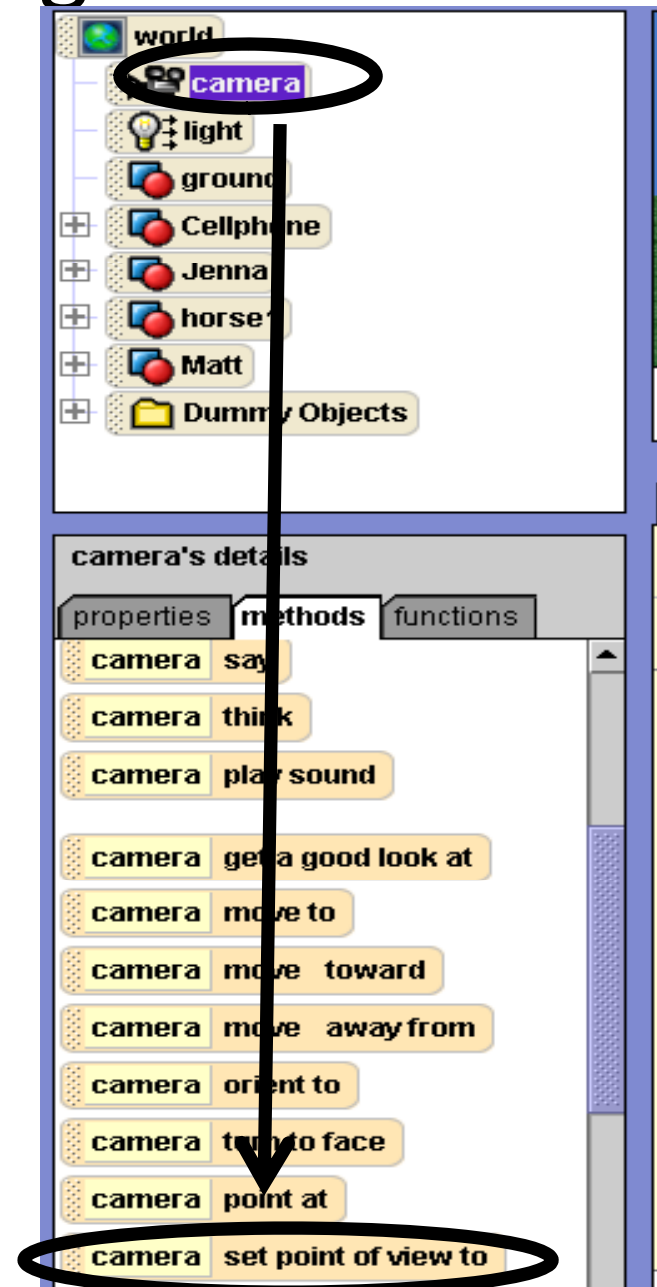 world
camera
light
ground
Cellphone
Jenna
horse
Matt
Dummy Objects
camera's details
properties methods functions
camera say
camera think
camera play sound
camera get a good look at
camera move to
camera move toward
camera move away from
camera orient to
camera turn to face
camera point at
camera set point of view to